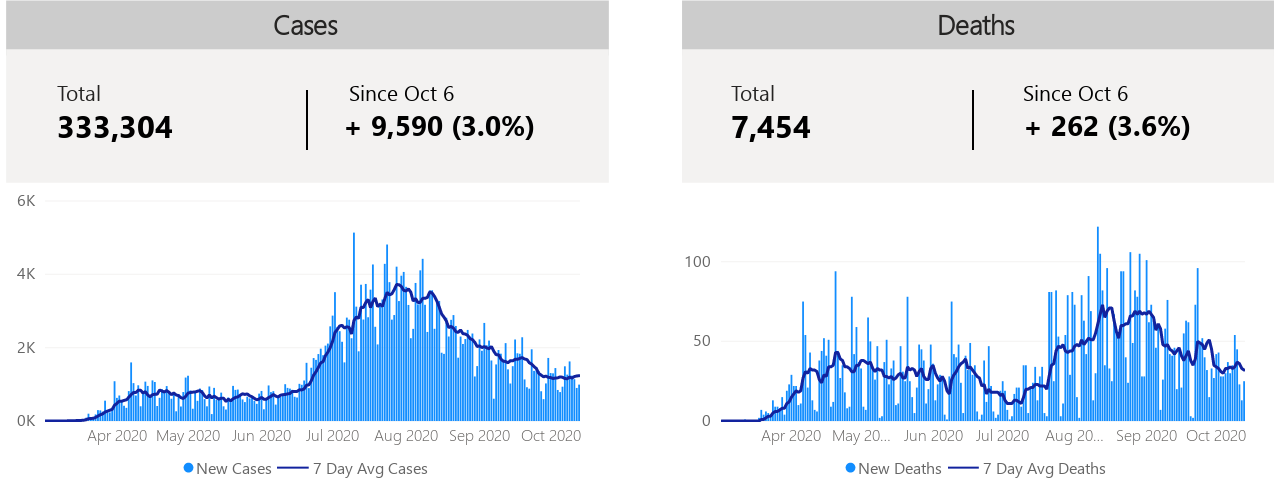 Cases
Total
Since Oct 6
333,304
+ 9,590 (3.0%)
6K
4K
2K
0K
Apr 2020 May 2020 Jun 2020 Jul 2020 Aug 2020 Sep 2020 Oct 2020
New Cases 7 Day Avg Cases
Deaths
Total
Since Oct 6
7,454
+ 262 (3.6%)
100
50
0
Apr 2020 May 20... Jun 2020 Jul 2020 Aug 20... Sep 2020 Oct 2020
New Deaths 7 Day Avg Deaths